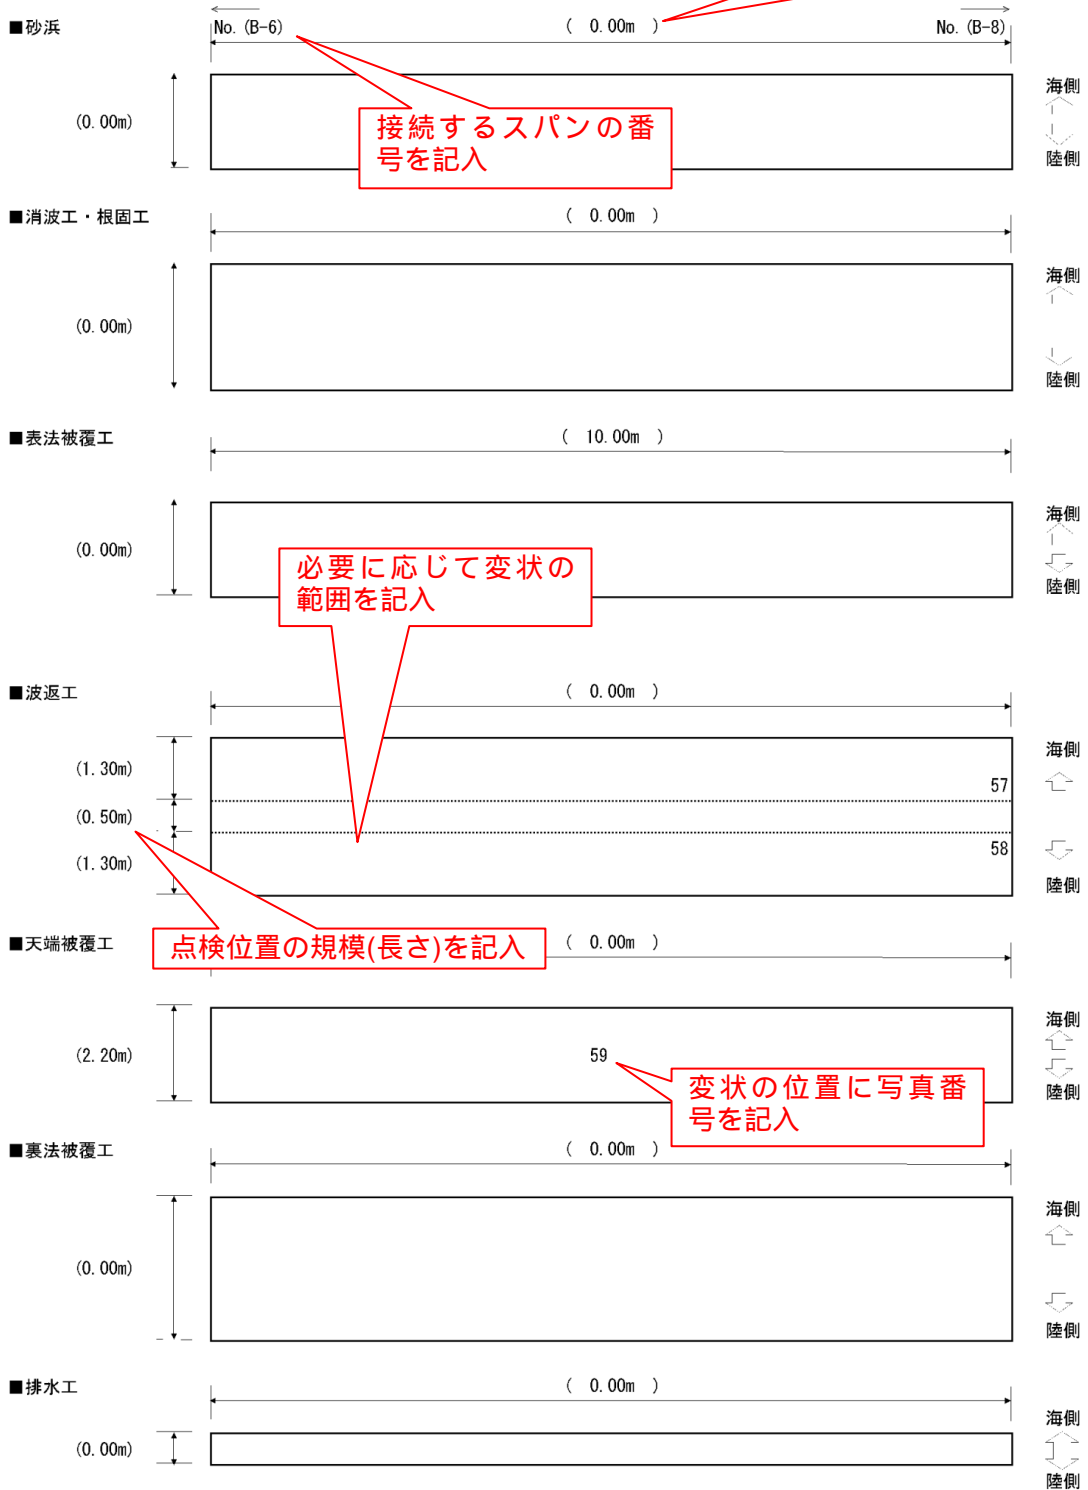 ■砂浜
No. (B-6)
( 0.00m )
No. (B-8)
(0.00m)
接続するスパンの番
号を記入
海側
陸側
■消波工・根固工
( 0.00m )
(0.00m)
海側
陸側
■表法被覆工
( 10.00m )
(0.00m)
必要に応じて変状の
範囲を記入
海側
陸側
■波返工
( 0.00m )
(1.30m)
(0.50m)
(1.30m)
57
58
海側
陸側
点検位置の規模(長さ)を記入
■天端被覆工
( 0.00m )
(2.20m)
59
変状の位置に写真番
号を記入
海側
陸側
■裏法被覆工
( 0.00m )
(0.00m)
海側
陸側
■排水工
( 0.00m )
(0.00m)
海側
陸側